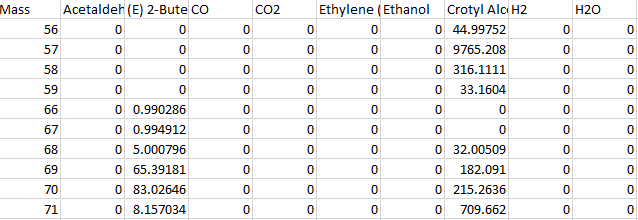 Mass Acetaldeh (E) 2-Bute CO CO2 Ethylene ( Ethanol Crotyl Alc H2 H2O
56 0 0 0 0 0 0 44.99752 0 0
57 0 0 0 0 0 0 9765.208 0 0
58 0 0 0 0 0 0 316.1111 0 0
59 0 0 0 0 0 0 33.1604 0 0
66 0 0.990286 0 0 0 0 0 0 0
67 0 0.994912 0 0 0 0 0 0 0
68 0 5.000796 0 0 0 0 32.00509 0 0
69 0 65.39181 0 0 0 0 182.091 0 0
70 0 83.02646 0 0 0 0 215.2636 0 0
71 0 8.157034 0 0 0 0 709.662 0 0